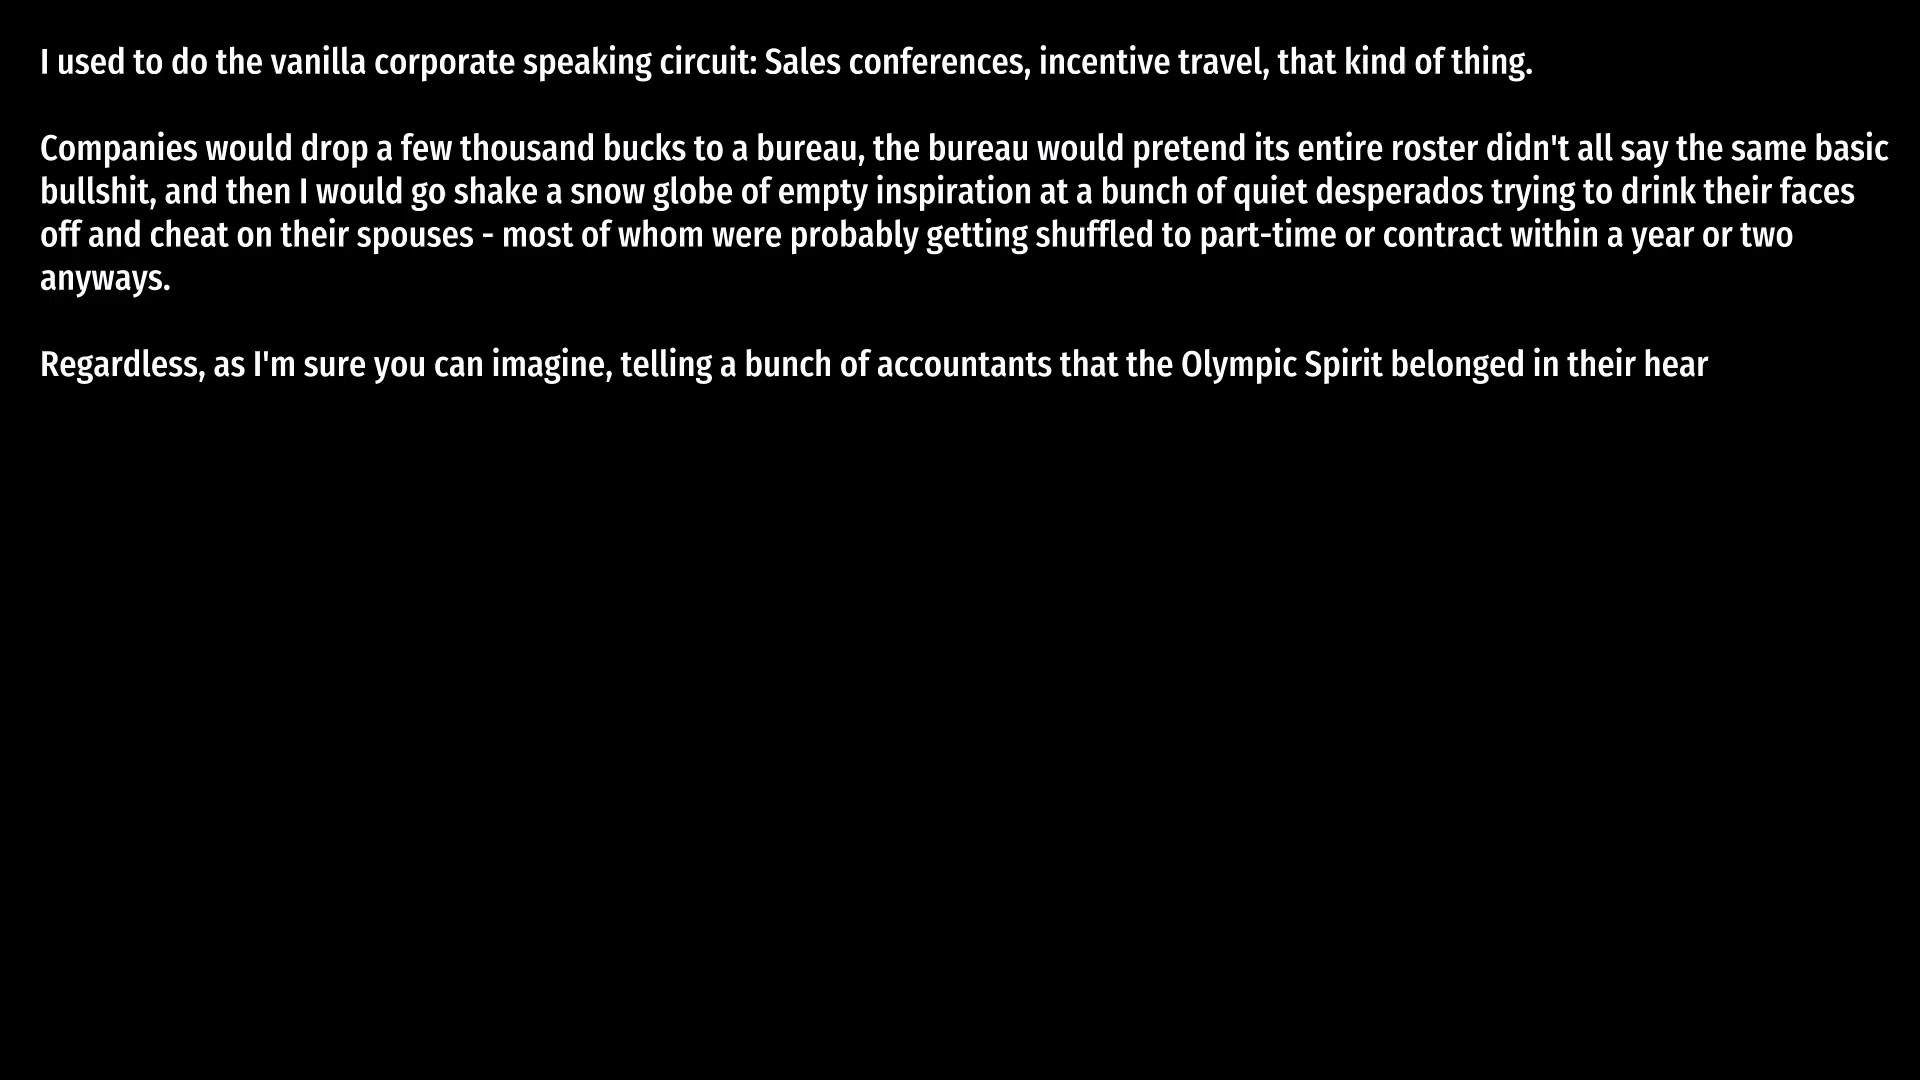 I used to do the vanilla corporate speaking circuit: Sales conferences, incentive travel, that kind of thing.
Companies would drop a few thousand bucks to a bureau, the bureau would pretend its entire roster didn't all say the same basic
bullshit, and then I would go shake a snow globe of empty inspiration at a bunch of quiet desperados trying to drink their faces
off and cheat on their spouses - most of whom were probably getting shuffled to part-time or contract within a year or two
anyways.
Regardless, as I'm sure you can imagine, telling a bunch of accountants that the Olympic Spirit belonged in their hear